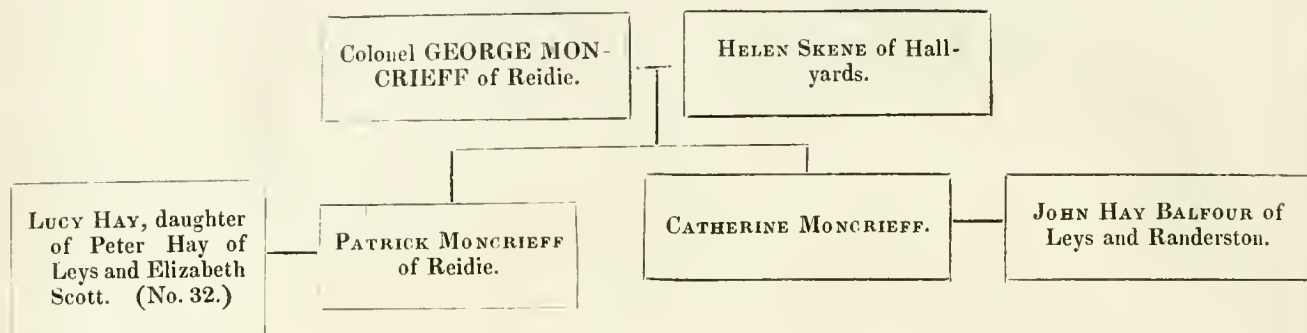 Colonel GEORGE MON-
CRIEFF of Reidie.
HELEN SKENE of Hall-
yards.
LUCY HAY, daughter
of Peter Hay of
Leys and Elizabeth
Scott. (No. 32.)
PATRICK MONCRIEFF
of Reidie.
CATHERINE MONCRIEFF.
JOHN HAY BALFOUR of
Leys and Randerston.